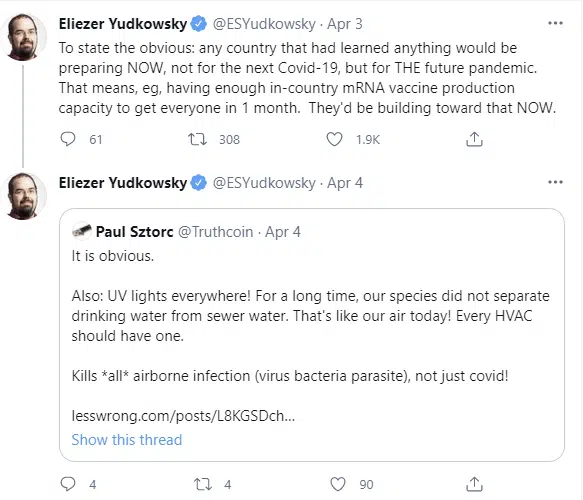 Eliezer Yudkowsky @ESYudkowsky · Apr 3
To state the obvious: any country that had learned anything would be
preparing NOW, not for the next Covid-19, but for THE future pandemic.
That means, eg, having enough in-country mRNA vaccine production
capacity to get everyone in 1 month.  They'd be building toward that NOW.
61 308 1.9K
Eliezer Yudkowsky @ESYudkowsky · Apr 4
Paul Sztorc @Truthcoin · Apr 4
It is obvious.
Also: UV lights everywhere! For a long time, our species did not separate
drinking water from sewer water. That's like our air today! Every HVAC
should have one.
Kills *all* airborne infection (virus bacteria parasite), not just covid!
lesswrong.com/posts/L8KGSDch...
Show this thread
4 4 90